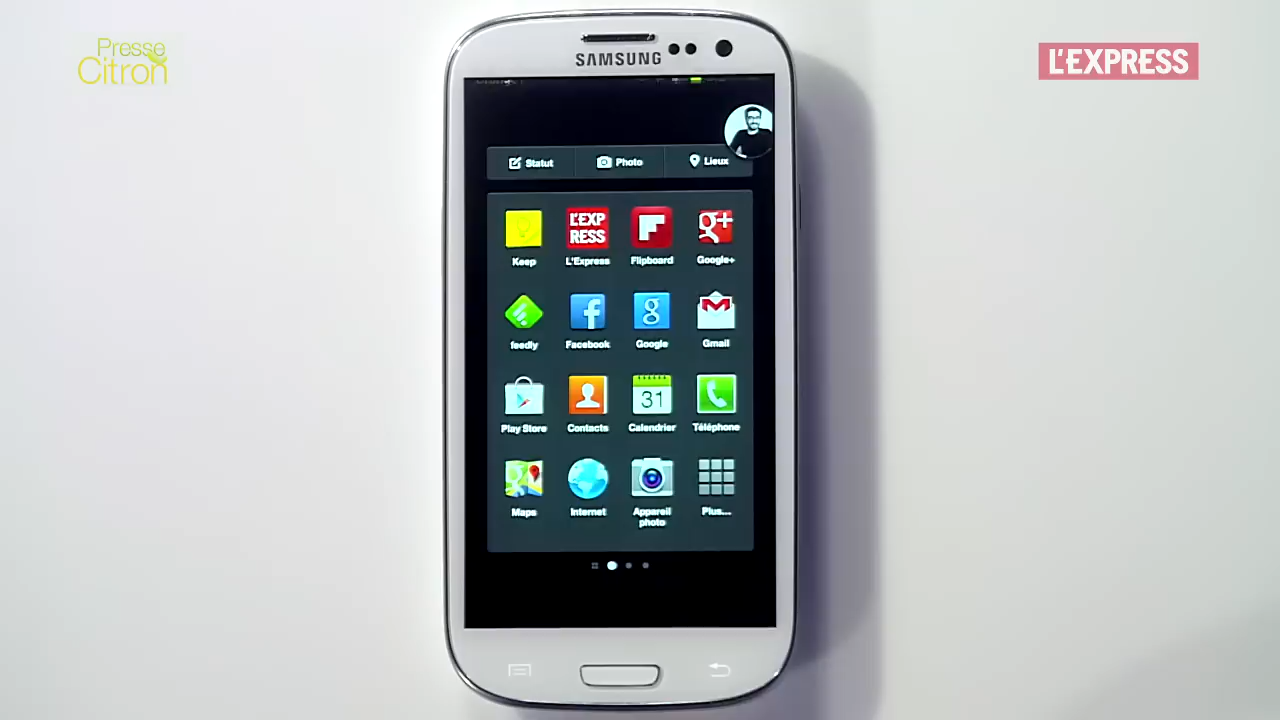 Presse
Citron
L'EXPRESS
SAMSUNG
Statut
Photo
Lieux
L'EXP
RESS
g+
Keep
L'Express
Flipboard
Google+
f
g
feedly
Facebook
Google
Gmail
31
Play Store
Contacts
Calendrier
Téléphone
Maps
Internet
Appareil
photo
Plus...